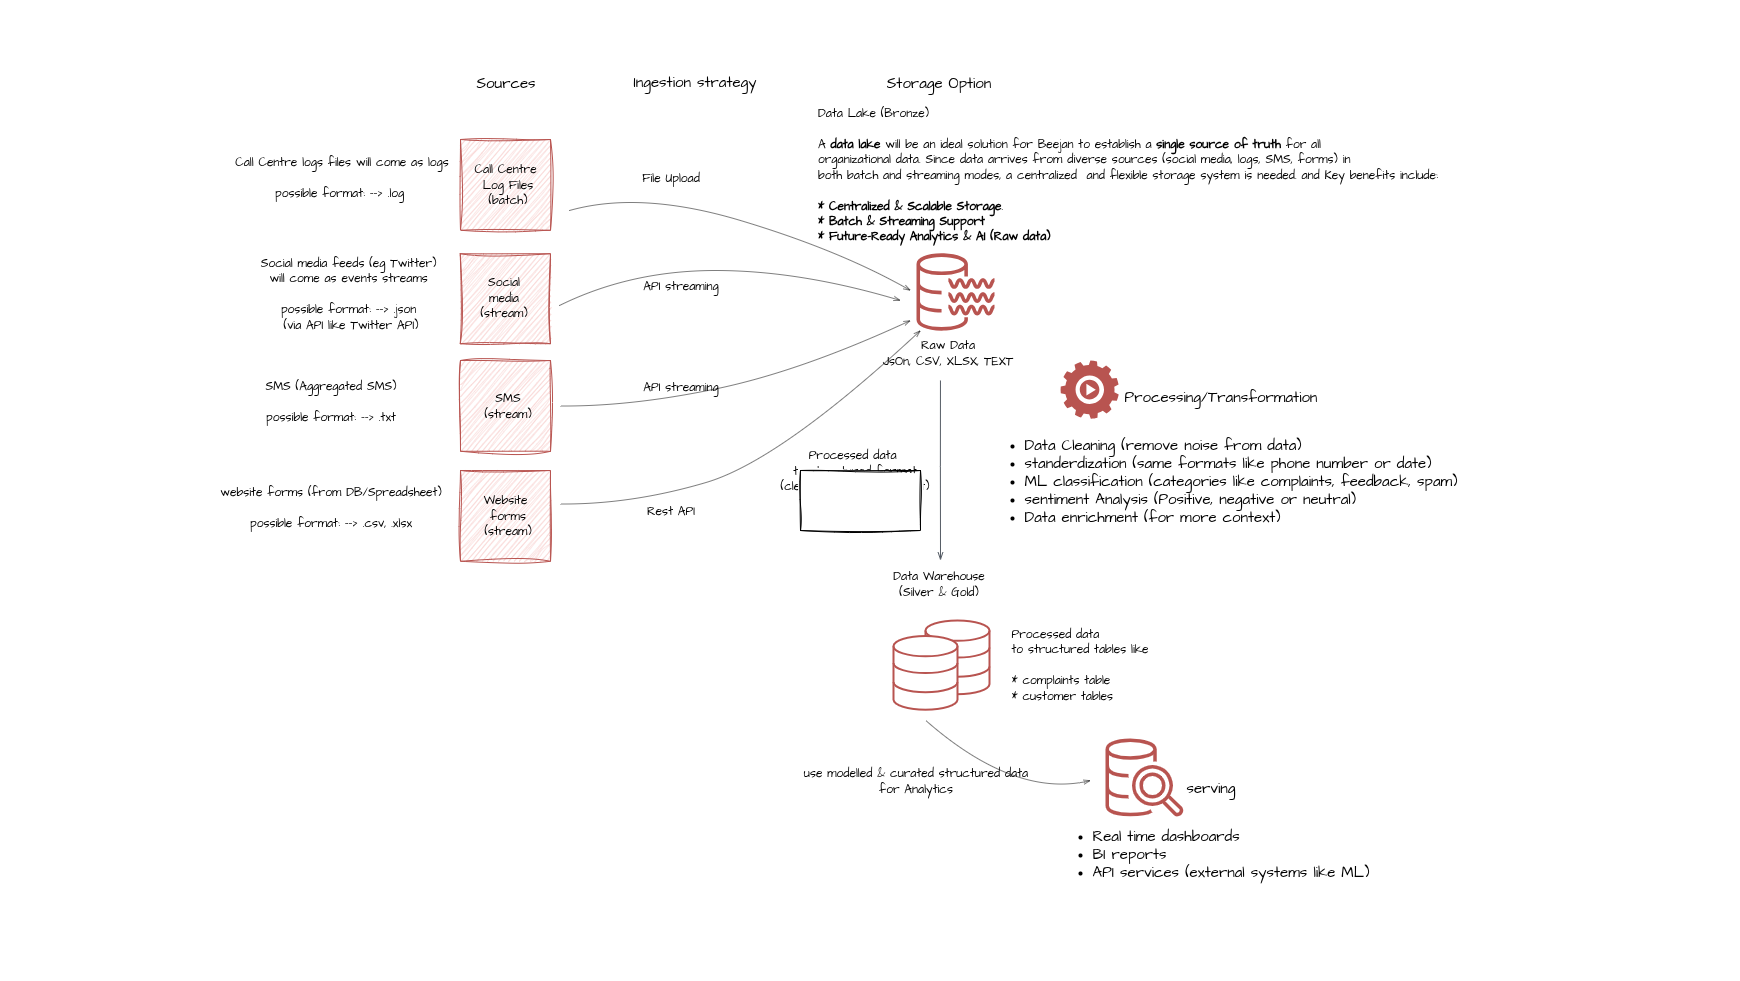 Sources
Ingestion strategy
Storage Option
Data Lake (Bronze)
A data lake will be an ideal solution for Beejan to establish a single source of truth for all
organizational data. Since data arrives from diverse sources (social media, logs, SMS, forms) in
both batch and streaming modes, a centralized and flexible storage system is needed. and Key benefits include:
* Centralized & Scalable Storage.
* Batch & Streaming Support
* Future-Ready Analytics & AI (Raw data)
Call Centre logs files will come as logs
possible format: --> .log
Call Centre
Log Files
(batch)
File Upload
Social media feeds (eg Twitter)
will come as events streams
possible format: --> .json
(via API like Twitter API)
Social
media
(stream)
API streaming
Raw Data
JsOn, CSV, XLSX, TEXT
SMS (Aggregated SMS)
possible format: --> .txt
SMS
(stream)
API streaming
Processing/Transformation
Data Cleaning (remove noise from data)
standerdization (same formats like phone number or date)
ML classification (categories like complaints, feedback, spam)
sentiment Analysis (Positive, negative or neutral)
Data enrichment (for more context)
Processed data
website forms (from DB/Spreadsheet)
possible format: --> .csv, .xlsx
Website
forms
(stream)
Rest API
Data Warehouse
(Silver & Gold)
Processed data
to structured tables like
* complaints table
* customer tables
use modelled & curated structured data
for Analytics
serving
Real time dashboards
BI reports
API services (external systems like ML)